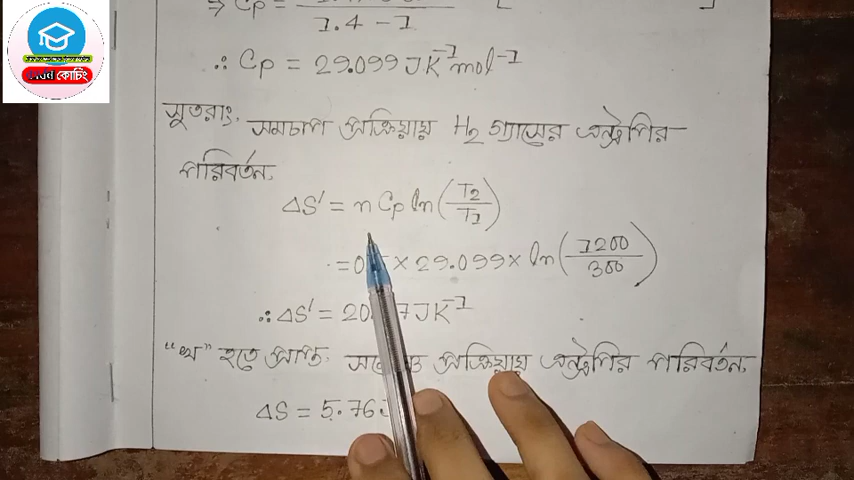 কোচিং
⇒ Cp =
1.4 - 1
∴ Cp = 29.099 JK⁻¹mol⁻¹
সুতরাং, সমচাপ প্রক্রিয়ায় H₂ গ্যাসের এন্ট্রপির
পরিবর্তন,
ΔS' = n Cp ln (T₂/T₁)
= × 29.099 × ln (1200/300)
∴ ΔS' = JK⁻¹
"খ" হতে প্রাপ্ত, প্রক্রিয়ায় এন্ট্রপির পরিবর্তন,
ΔS = 5.76